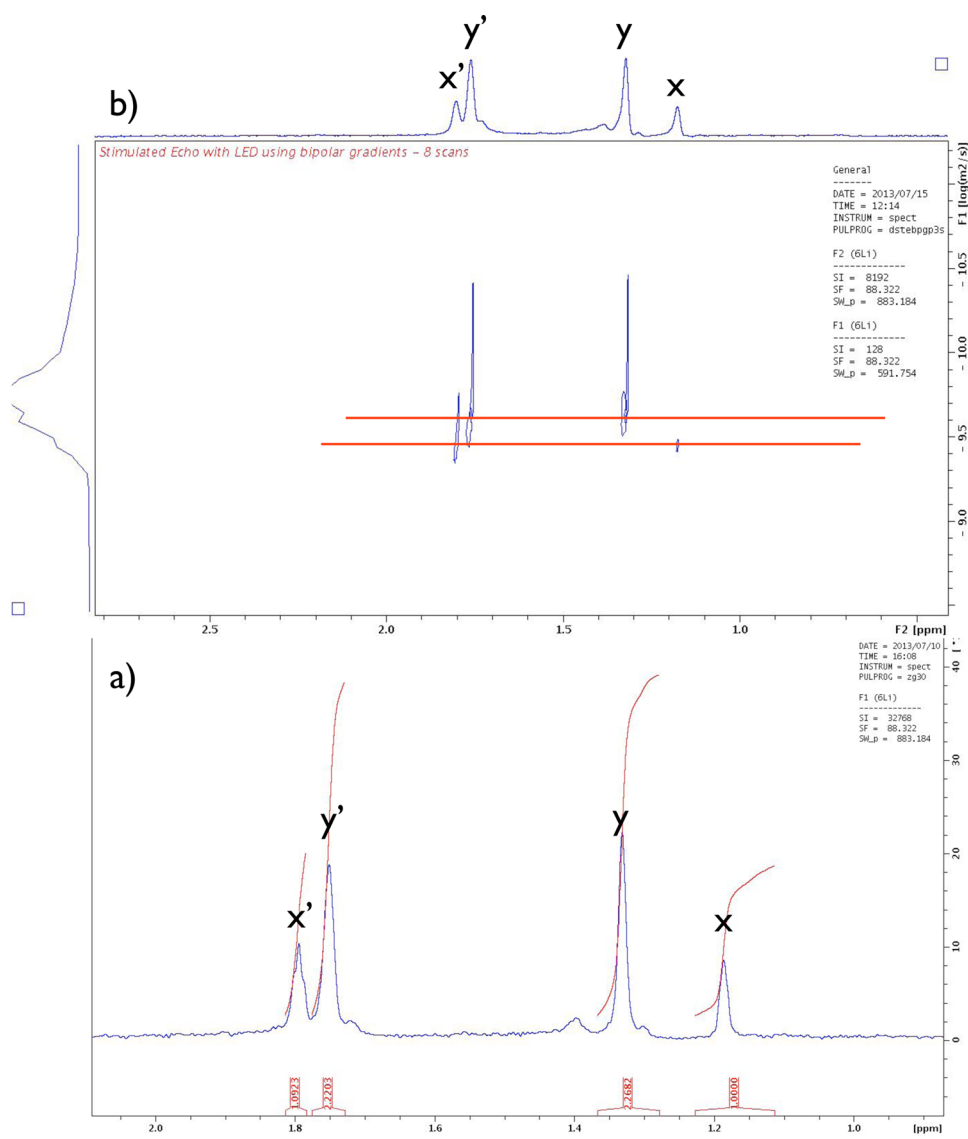 y'
y
x'
x
b)
Stimulated Echo with LED using bipolar gradients - 8 scans
General
-------
DATE = 2013/07/15
TIME = 12:14
INSTRUM = spect
PULPROG = dstebpgp3s
F2 (6Li)
-------------
SI = 8192
SF = 88.322
SW_p = 883.184
F1 (6Li)
-------------
SI = 128
SF = 88.322
SW_p = 591.754
F1 [log(m2/s)]
- 10.5
- 10.0
- 9.5
- 9.0
2.5
2.0
1.5
1.0
F2 [ppm]
a)
DATE = 2013/07/10
TIME = 16:08
INSTRUM = spect
PULPROG = zg30
F1 (6Li)
-------------
SI = 32768
SF = 88.322
SW_p = 883.184
40
30
20
10
0
y'
y
x'
x
1.0923
2.2203
2.2682
1.0000
2.0
1.8
1.6
1.4
1.2
1.0
[ppm]